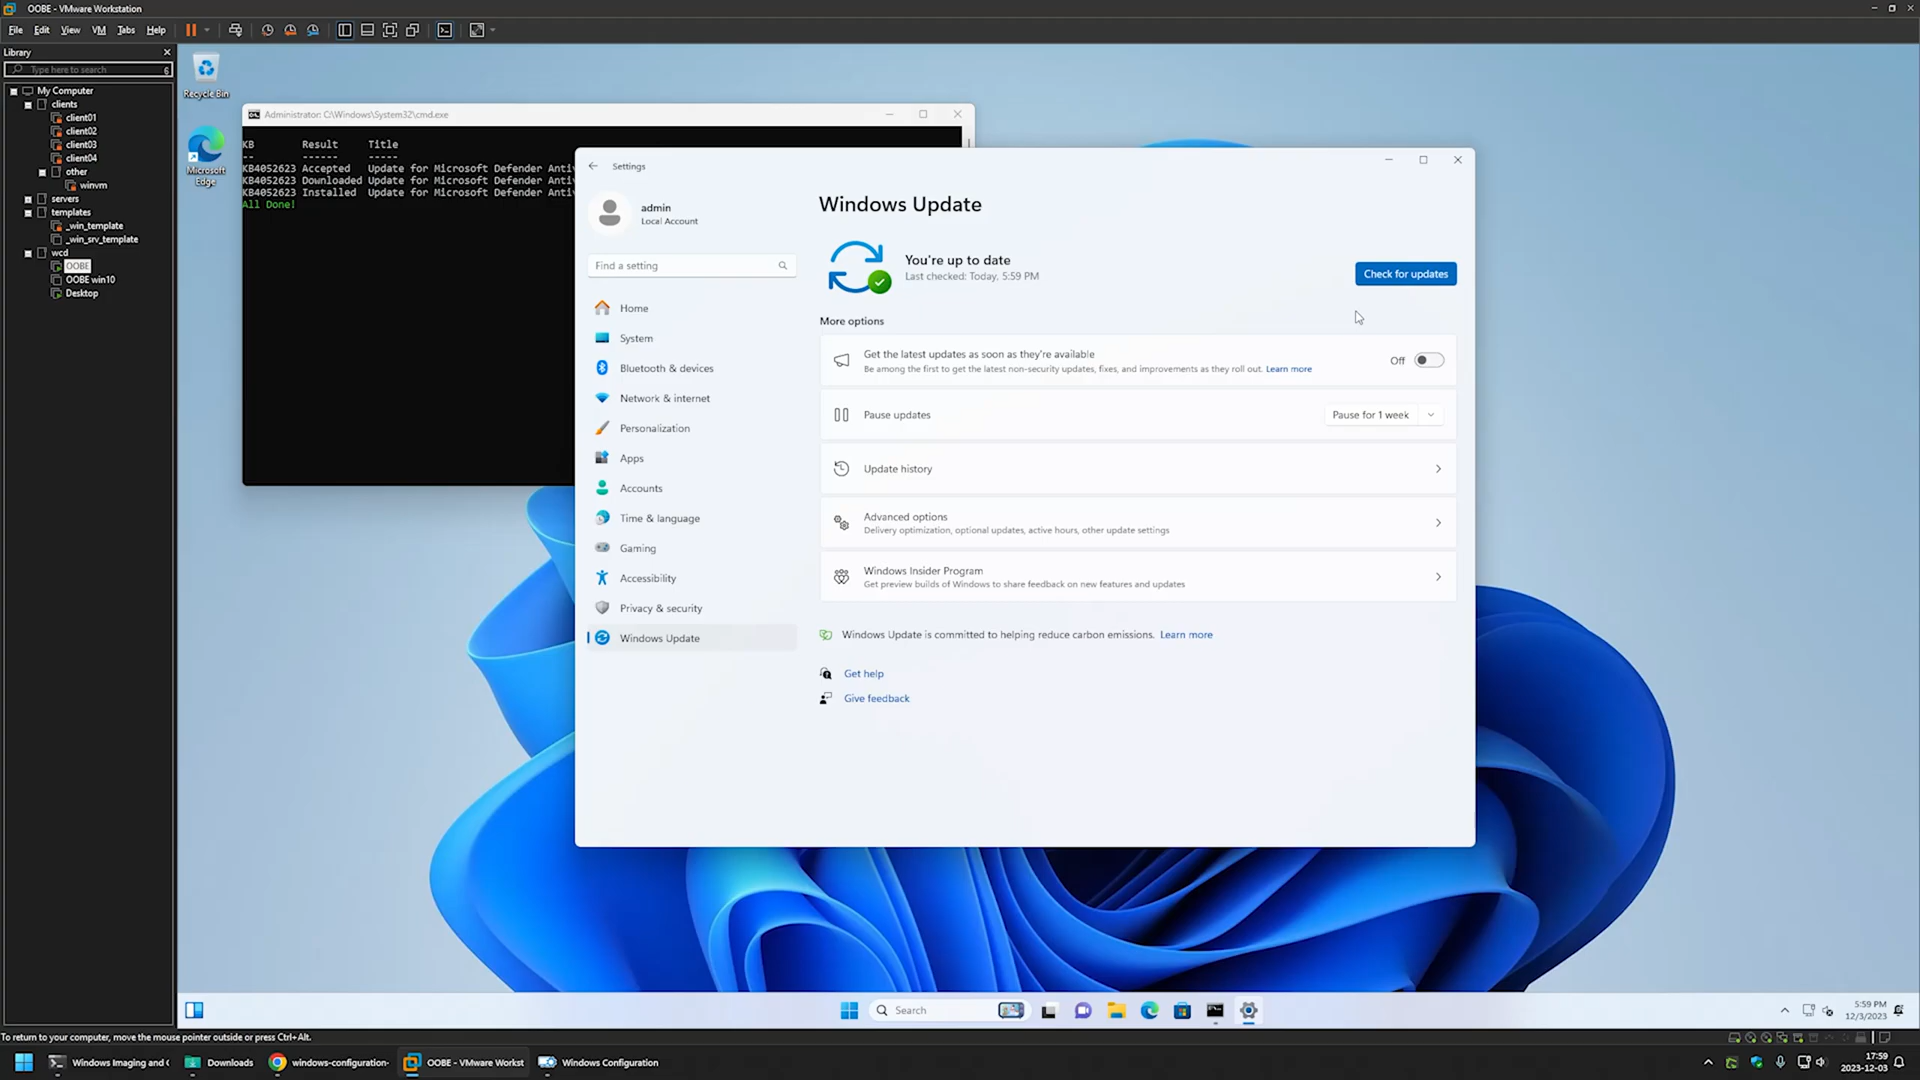 OOBE - VMware Workstation
File Edit View VM Tabs Help
Library
Type here to search
My Computer
clients
client01
client02
client03
client04
other
winvm
servers
templates
_win_template
_win_srv_template
wcd
OOBE
OOBE win10
Desktop
Recycle Bin
Microsoft
Edge
Administrator: C:\Windows\System32\cmd.exe
KB Result Title
-- ------ -----
KB4052623 Accepted Update for Microsoft Defender Anti
KB4052623 Downloaded Update for Microsoft Defender Anti
KB4052623 Installed Update for Microsoft Defender Anti
All Done!
Settings
admin
Local Account
Find a setting
Home
System
Bluetooth & devices
Network & internet
Personalization
Apps
Accounts
Time & language
Gaming
Accessibility
Privacy & security
Windows Update
Windows Update
You're up to date
Last checked: Today, 5:59 PM
Check for updates
More options
Get the latest updates as soon as they're available
Be among the first to get the latest non-security updates, fixes, and improvements as they roll out. Learn more
Off
Pause updates
Pause for 1 week
Update history
Advanced options
Delivery optimization, optional updates, active hours, other update settings
Windows Insider Program
Get preview builds of Windows to share feedback on new features and updates
Windows Update is committed to helping reduce carbon emissions. Learn more
Get help
Give feedback
Search
5:59 PM
12/3/2023
To return to your computer, move the mouse pointer outside or press Ctrl+Alt.
Windows Imaging and C
Downloads
windows-configuration-
OOBE - VMware Workst
Windows Configuration
17:59
2023-12-03